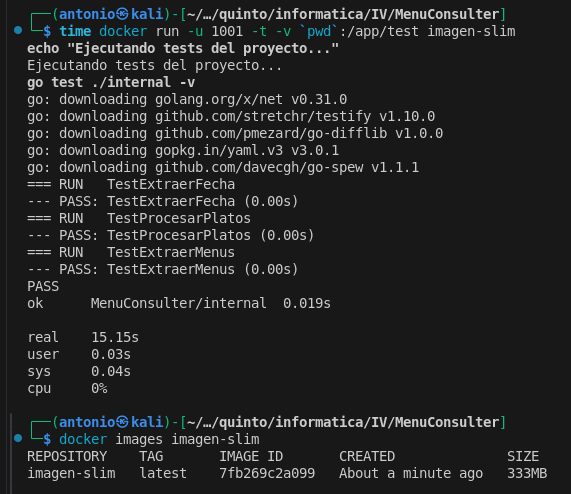 ┌──(antonio㉿kali)-[~/…/quinto/informatica/IV/MenuConsulter]
└─$ time docker run -u 1001 -t -v `pwd`:/app/test imagen-slim
echo "Ejecutando tests del proyecto..."
Ejecutando tests del proyecto...
go test ./internal -v
go: downloading golang.org/x/net v0.31.0
go: downloading github.com/stretchr/testify v1.10.0
go: downloading github.com/pmezard/go-difflib v1.0.0
go: downloading gopkg.in/yaml.v3 v3.0.1
go: downloading github.com/davecgh/go-spew v1.1.1
=== RUN   TestExtraerFecha
--- PASS: TestExtraerFecha (0.00s)
=== RUN   TestProcesarPlatos
--- PASS: TestProcesarPlatos (0.00s)
=== RUN   TestExtraerMenus
--- PASS: TestExtraerMenus (0.00s)
PASS
ok      MenuConsulter/internal  0.019s
real    15.15s
user    0.03s
sys     0.04s
cpu     0%
┌──(antonio㉿kali)-[~/…/quinto/informatica/IV/MenuConsulter]
└─$ docker images imagen-slim
REPOSITORY    TAG       IMAGE ID       CREATED              SIZE
imagen-slim   latest    7fb269c2a099   About a minute ago   333MB